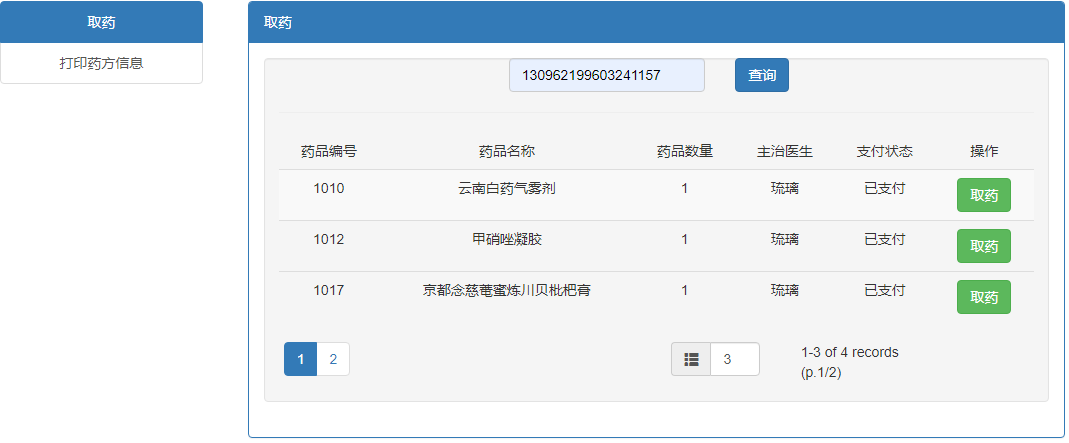 取药
打印药方信息
取药
130962199603241157 查询
药品编号 药品名称 药品数量 主治医生 支付状态 操作
1010 云南白药气雾剂 1 琉璃 已支付 取药
1012 甲硝唑凝胶 1 琉璃 已支付 取药
1017 京都念慈菴蜜炼川贝枇杷膏 1 琉璃 已支付 取药
1 2 3 1-3 of 4 records
(p.1/2)